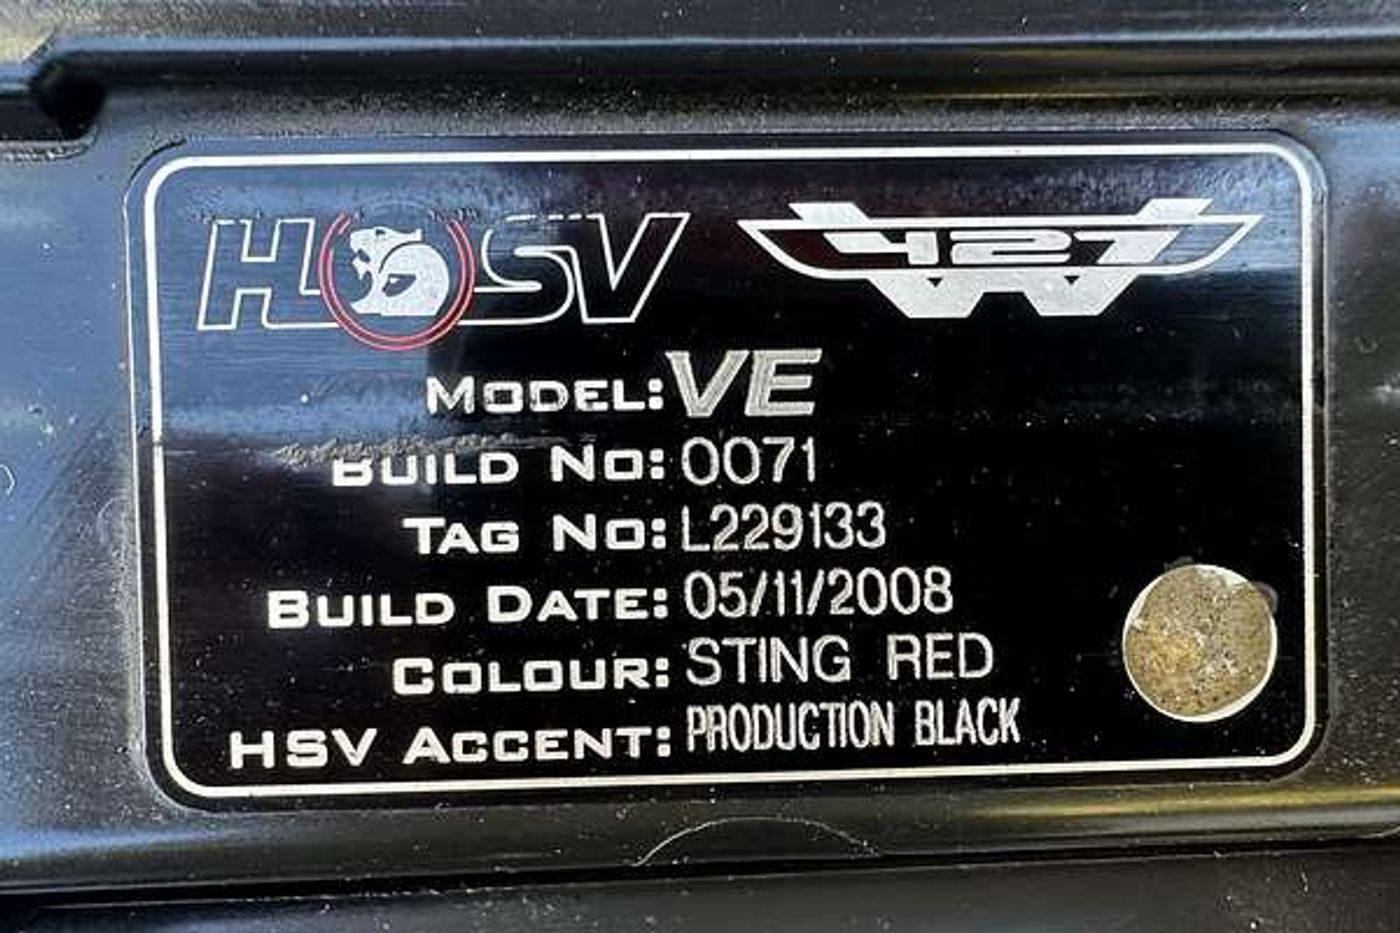 HSV W427
MODEL: VE
BUILD NO: 0071
TAG NO: L229133
BUILD DATE: 05/11/2008
COLOUR: STING RED
HSV ACCENT: PRODUCTION BLACK